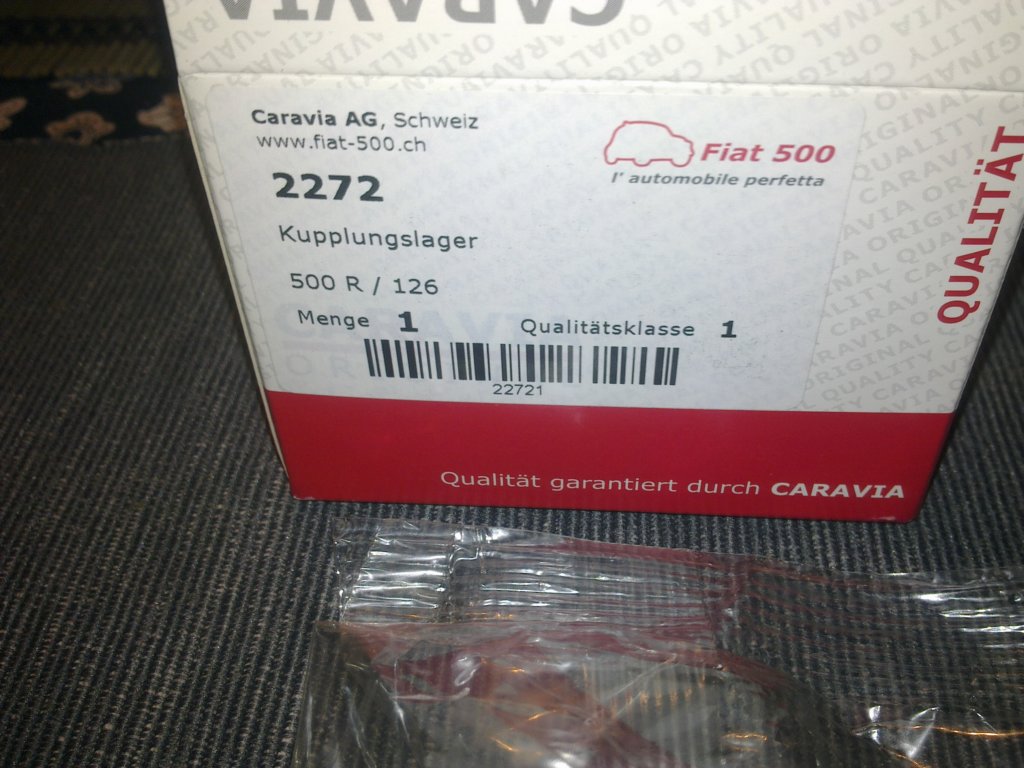 CARAVIA
Caravia AG, Schweiz
www.fiat-500.ch
Fiat 500
l' automobile perfetta
2272
Kupplungslager
500 R / 126
Menge 1 Qualitätsklasse 1
22721
QUALITÄT
Qualität garantiert durch CARAVIA